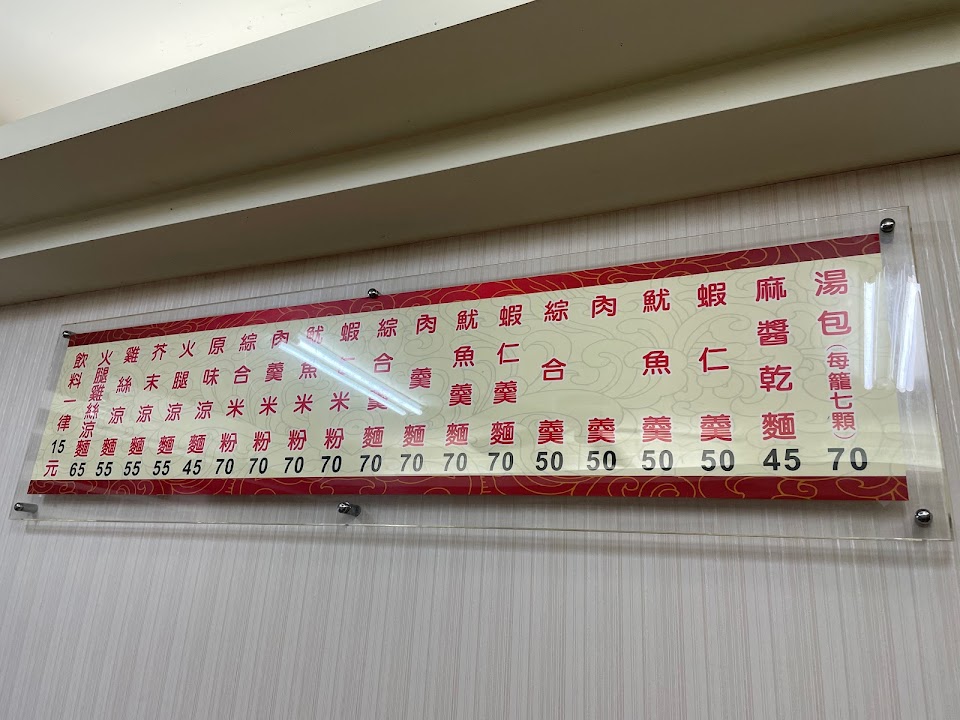 湯包(每籠七顆) 70
麻醬乾麵 45
蝦仁羹 50
魷魚羹 50
肉羹 50
綜合羹 50
蝦仁羹麵 70
魷魚羹麵 70
肉羹麵 70
綜合羹麵 70
蝦仁米粉 70
魷魚米粉 70
肉羹米粉 70
綜合米粉 70
原味涼麵 45
火腿涼麵 55
芥末涼麵 55
雞絲涼麵 55
火腿雞絲涼麵 65
飲料一律15元